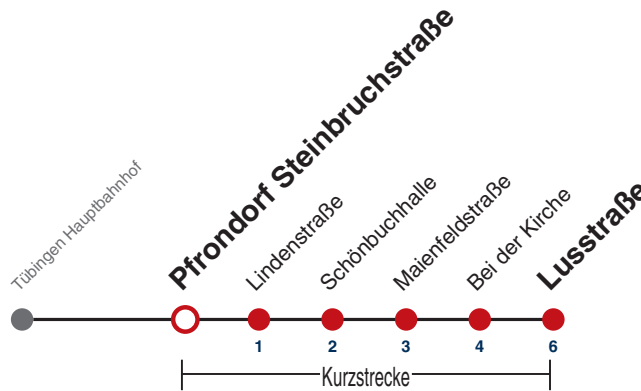 Tübingen Hauptbahnhof
Pfrondorf Steinbruchstraße
Lindenstraße
Schönbuchhalle
Maienfeldstraße
Bei der Kirche
Lusstraße
1 2 3 4 6
Kurzstrecke